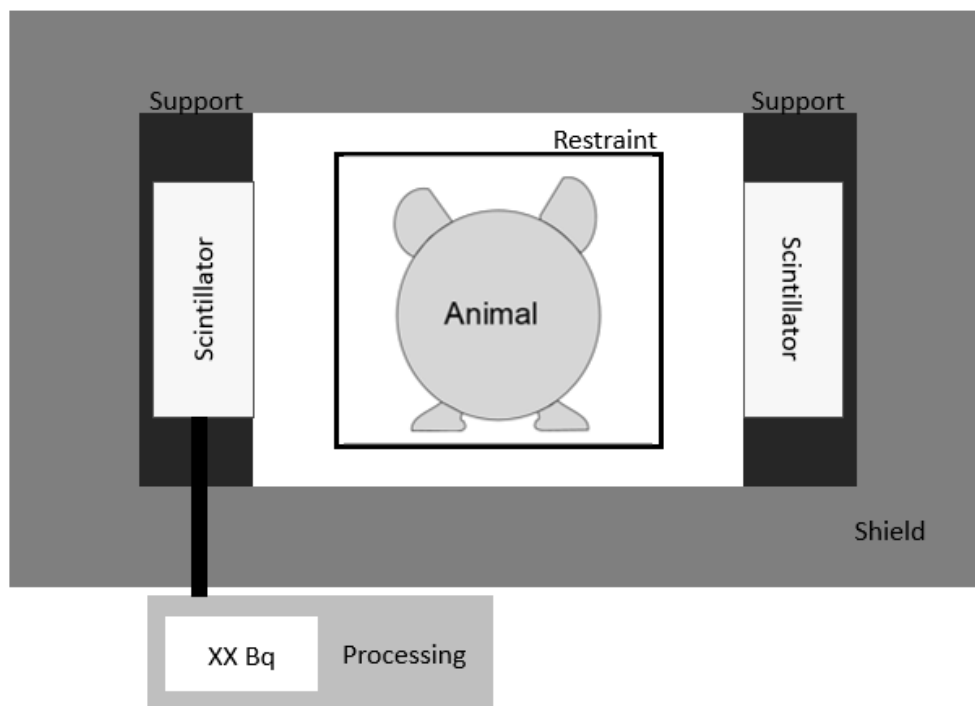 Support
Support
Restraint
Scintillator
Animal
Scintillator
Shield
XX Bq
Processing